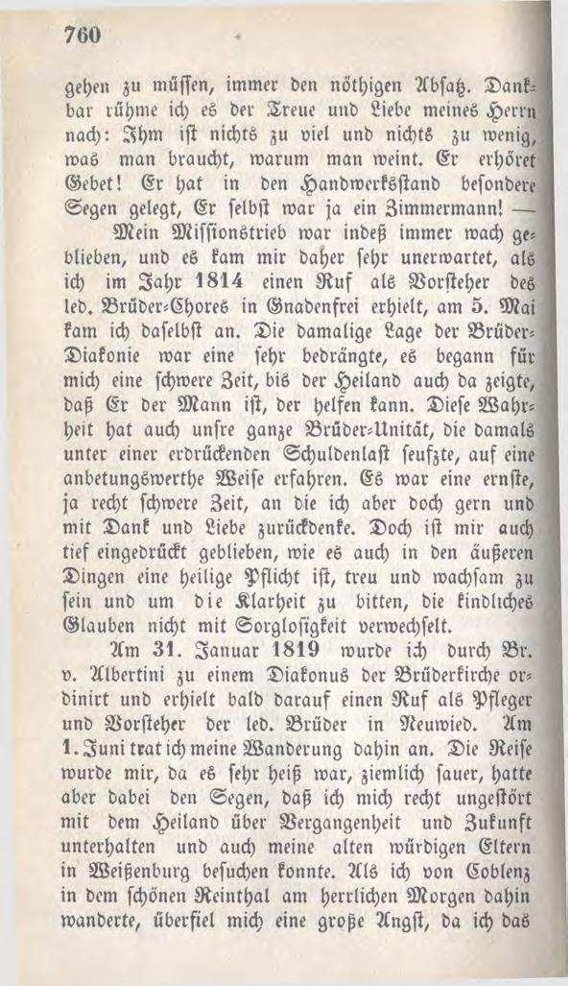 760
gehen zu müssen, immer den nöthigen Absatz. Dank-
bar rühme ich es der Treue und Liebe meines Herrn
nach: Ihm ist nichts zu viel und nichts zu wenig,
was man braucht, warum man weint. Er erhöret
Gebet! Er hat in den Handwerksstand besondere
Segen gelegt, Er selbst war ja ein Zimmermann! —
Mein Missionstrieb war indeß immer wach ge-
blieben, und es kam mir daher sehr unerwartet, als
ich im Jahr 1814 einen Ruf als Vorsteher des
led. Brüder-Chores in Gnadenfrei erhielt, am 5. Mai
kam ich daselbst an. Die damalige Lage der Brüder-
Diakonie war eine sehr bedrängte, es begann für
mich eine schwere Zeit, bis der Heiland auch da zeigte,
daß Er der Mann ist, der helfen kann. Diese Wahr-
heit hat auch unsre ganze Brüder-Unität, die damals
unter einer erdrückenden Schuldenlast seufzte, auf eine
anbetungswerthe Weise erfahren. Es war eine ernste,
ja recht schwere Zeit, an die ich aber doch gern und
mit Dank und Liebe zurückdenke. Doch ist mir auch
tief eingedrückt geblieben, wie es auch in den äußeren
Dingen eine heilige Pflicht ist, treu und wachsam zu
sein und um die Klarheit zu bitten, die kindliches
Glauben nicht mit Sorglosigkeit verwechselt.
Am 31. Januar 1819 wurde ich durch Br.
v. Albertini zu einem Diakonus der Brüderkirche or-
dinirt und erhielt bald darauf einen Ruf als Pfleger
und Vorsteher der led. Brüder in Neuwied. Am
1. Juni trat ich meine Wanderung dahin an. Die Reise
wurde mir, da es sehr heiß war, ziemlich sauer, hatte
aber dabei den Segen, daß ich mich recht ungestört
mit dem Heiland über Vergangenheit und Zukunft
unterhalten und auch meine alten würdigen Eltern
in Weißenburg besuchen konnte. Als ich von Coblenz
in dem schönen Reinthal am herrlichen Morgen dahin
wanderte, überfiel mich eine große Angst, da ich das